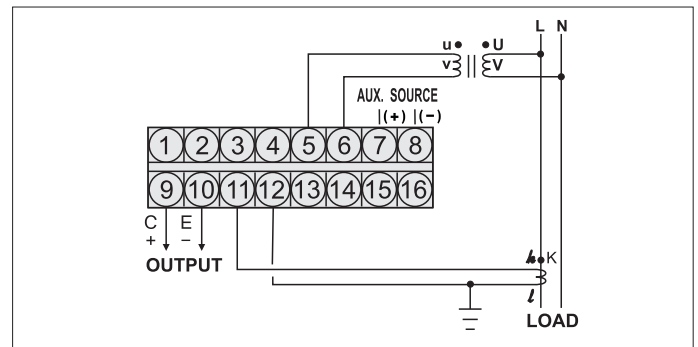 L N
u U
v V
AUX. SOURCE
(+) (-)
1 2 3 4 5 6 7 8
9 10 11 12 13 14 15 16
C E
+ −
OUTPUT
k K
l
LOAD